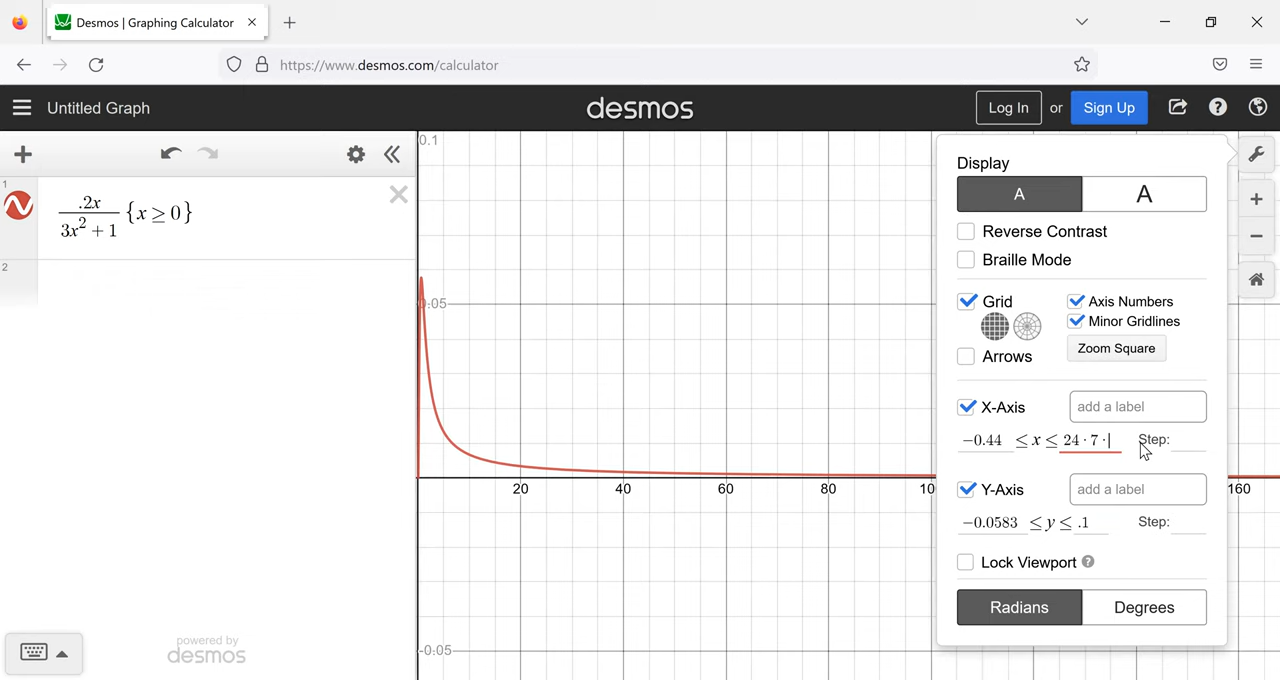 Desmos | Graphing Calculator
https://www.desmos.com/calculator
Untitled Graph
desmos
Log In or Sign Up
1
.2x
3x² + 1
{x ≥ 0}
2
powered by
desmos
0.1
0.05
-0.05
20 40 60 80 10 160
Display
A A
Reverse Contrast
Braille Mode
Grid
Axis Numbers
Minor Gridlines
Zoom Square
Arrows
X-Axis add a label
−0.44 ≤ x ≤ 24 · 7 · Step:
Y-Axis add a label
−0.0583 ≤ y ≤ .1 Step:
Lock Viewport ?
Radians Degrees